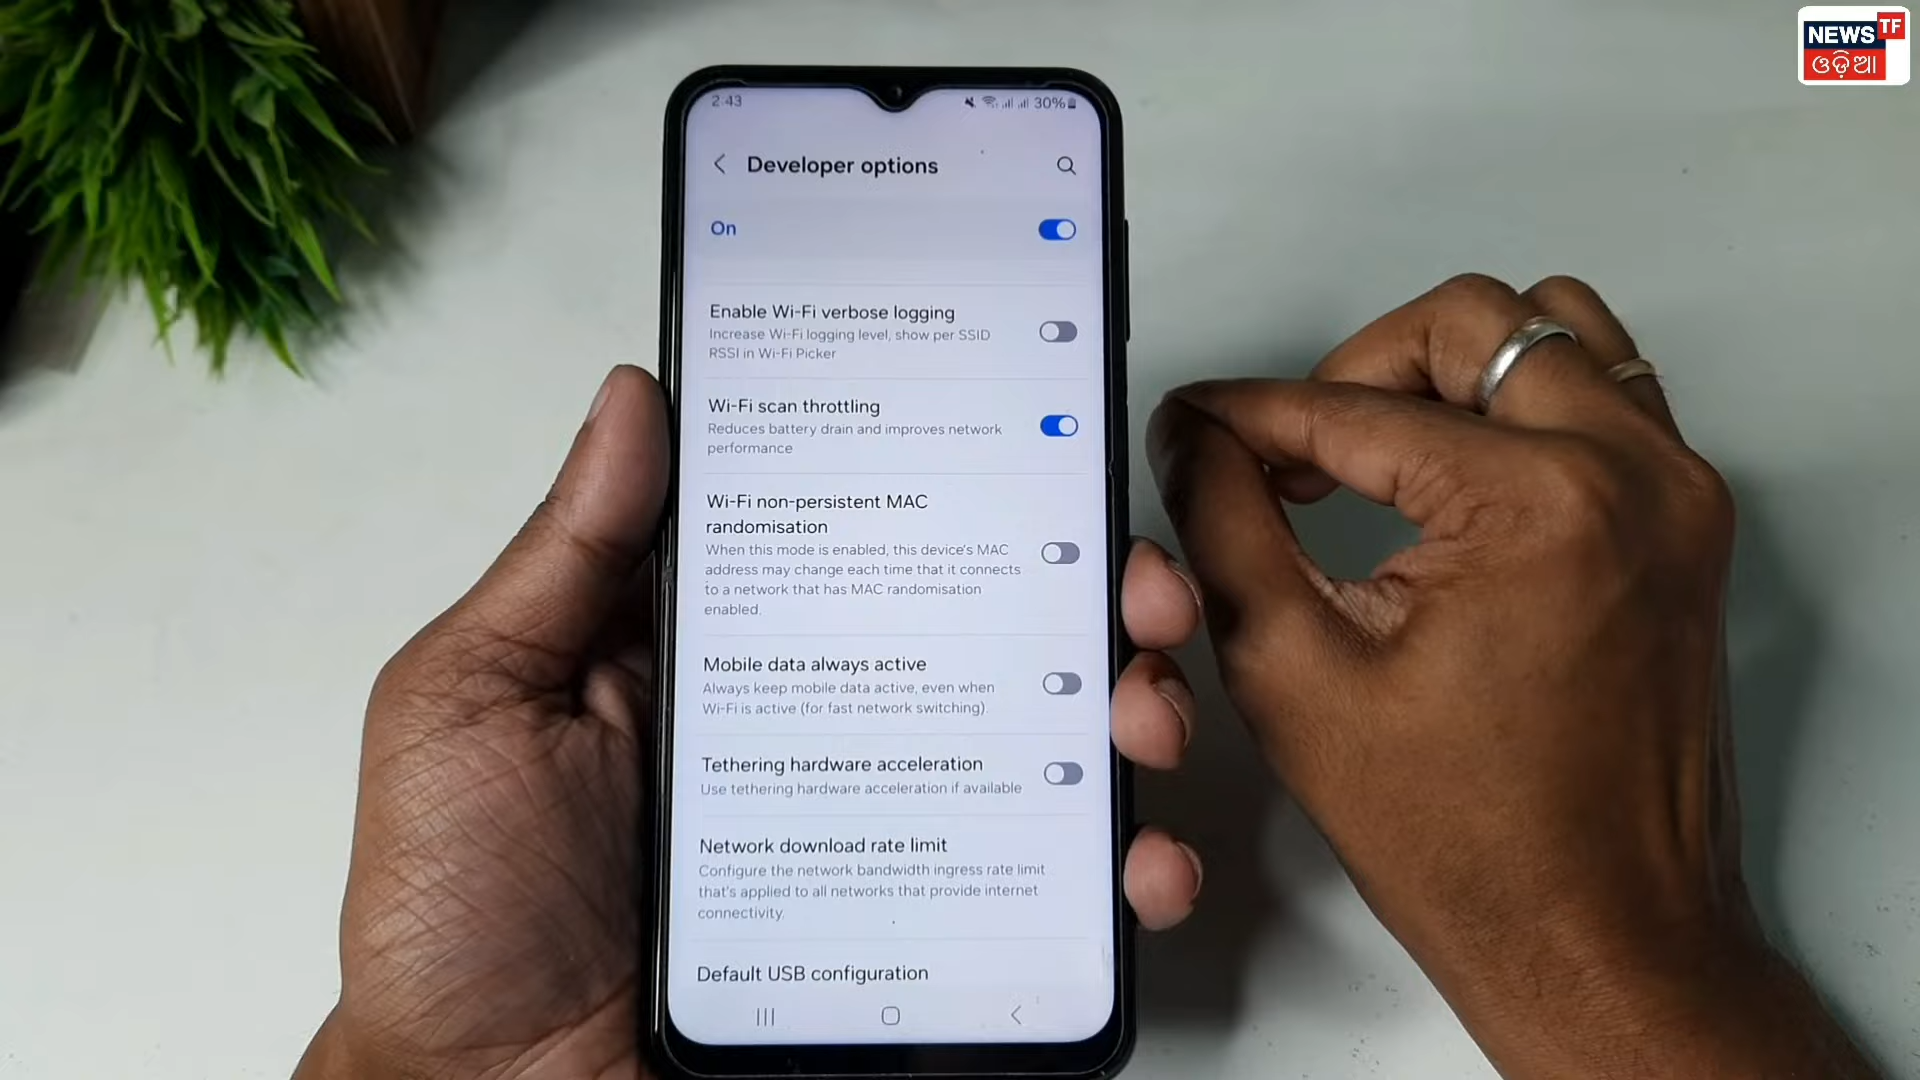 NEWS TF
ଓଡ଼ିଆ
2:43
30%
Developer options
On
Enable Wi-Fi verbose logging
Increase Wi-Fi logging level, show per SSID
RSSI in Wi-Fi Picker
Wi-Fi scan throttling
Reduces battery drain and improves network
performance
Wi-Fi non-persistent MAC
randomisation
When this mode is enabled, this device's MAC
address may change each time that it connects
to a network that has MAC randomisation
enabled.
Mobile data always active
Always keep mobile data active, even when
Wi-Fi is active (for fast network switching).
Tethering hardware acceleration
Use tethering hardware acceleration if available
Network download rate limit
Configure the network bandwidth ingress rate limit
that's applied to all networks that provide internet
connectivity.
Default USB configuration